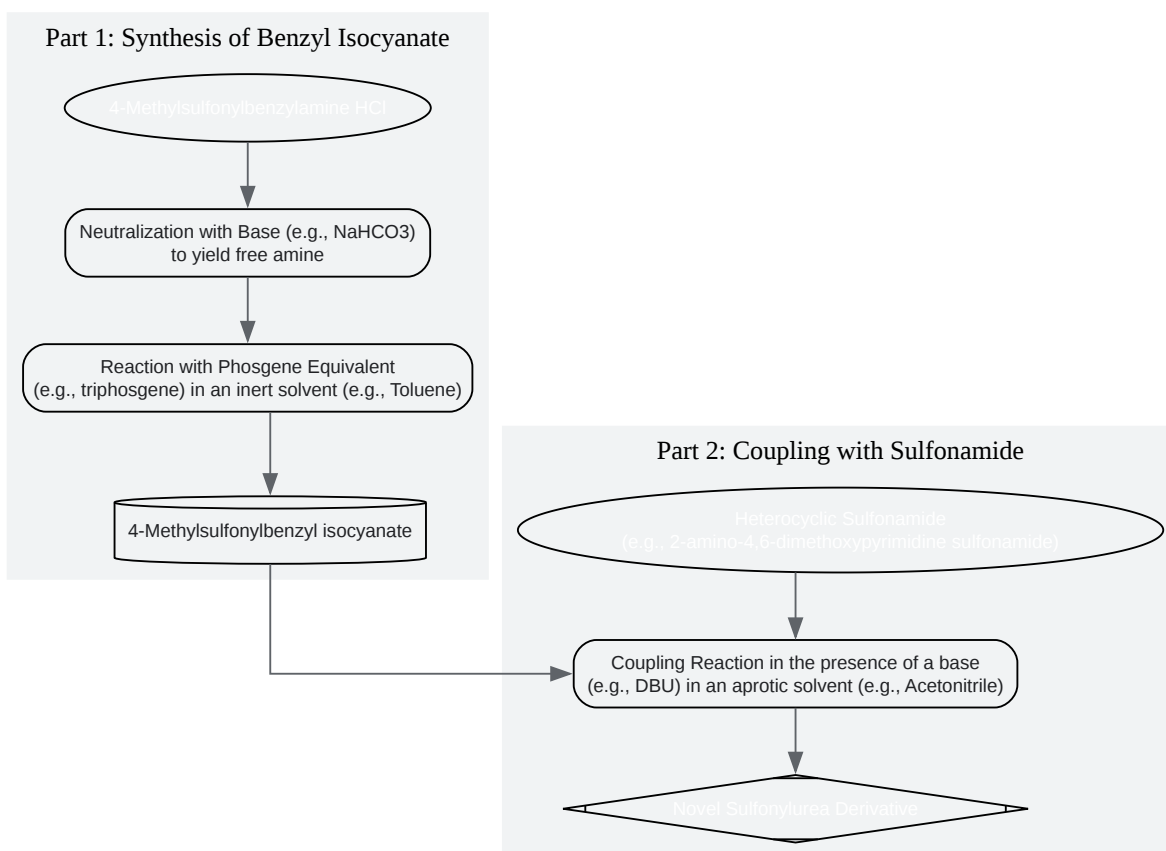 Part 1: Synthesis of Benzyl Isocyanate
4-Methylsulfonylbenzylamine HCl
Neutralization with Base (e.g., NaHCO3)
to yield free amine
Reaction with Phosgene Equivalent
(e.g., triphosgene) in an inert solvent (e.g., Toluene)
4-Methylsulfonylbenzyl isocyanate
Part 2: Coupling with Sulfonamide
Heterocyclic Sulfonamide
(e.g., 2-amino-4,6-dimethoxypyrimidine sulfonamide)
Coupling Reaction in the presence of a base
(e.g., DBU) in an aprotic solvent (e.g., Acetonitrile)
Novel Sulfonylurea Derivative